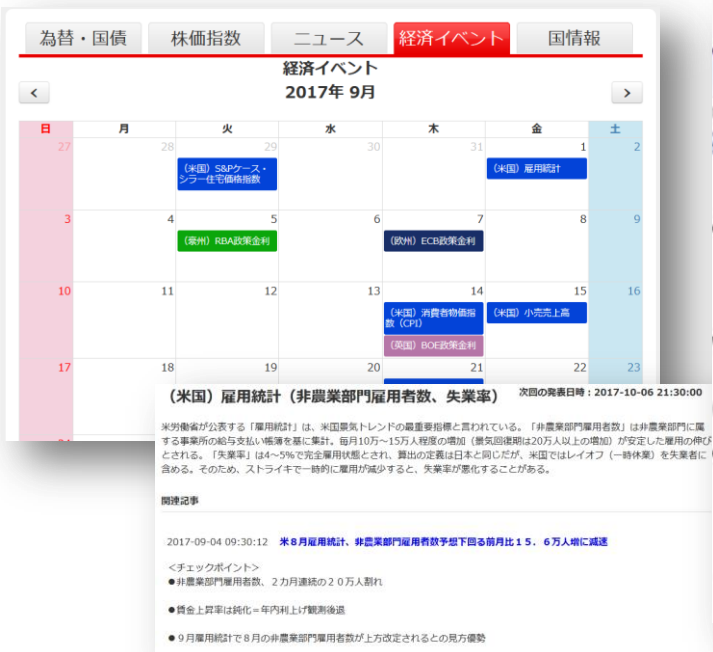 為替・国債 株価指数 ニュース 経済イベント 国情報
経済イベント
< 2017年 9月 >
日 月 火 水 木 金 土
27 28 29 30 31 1 2
（米国）S&Pケース・
シラー住宅価格指数
（米国）雇用統計
3 4 5 6 7 8 9
（豪州）RBA政策金利
（欧州）ECB政策金利
10 11 12 13 14 15 16
（米国）消費者物価指
数（CPI）
（米国）小売売上高
（英国）BOE政策金利
17 18 19 20 21 22 23
（米国）雇用統計（非農業部門雇用者数、失業率） 次回の発表日時：2017-10-06 21:30:00
米労働省が公表する「雇用統計」は、米国景気トレンドの最重要指標と言われている。「非農業部門雇用者数」は非農業部門に属
する事業所の給与支払い帳簿を基に集計。毎月10万～15万人程度の増加（景気回復期は20万人以上の増加）が安定した雇用の伸び
とされる。「失業率」は4～5%で完全雇用状態とされ、算出の定義は日本と同じだが、米国ではレイオフ（一時休業）を失業者に
含める。そのため、ストライキで一時的に雇用が減少すると、失業率が悪化することがある。
関連記事
2017-09-04 09:30:12 米８月雇用統計、非農業部門雇用者数予想下回る前月比１５．６万人増に減速
＜チェックポイント＞
●非農業部門雇用者数、２カ月連続の２０万人割れ
●賃金上昇率は鈍化＝年内利上げ観測後退
●９月雇用統計で８月の非農業部門雇用者数が上方改定されるとの見方優勢